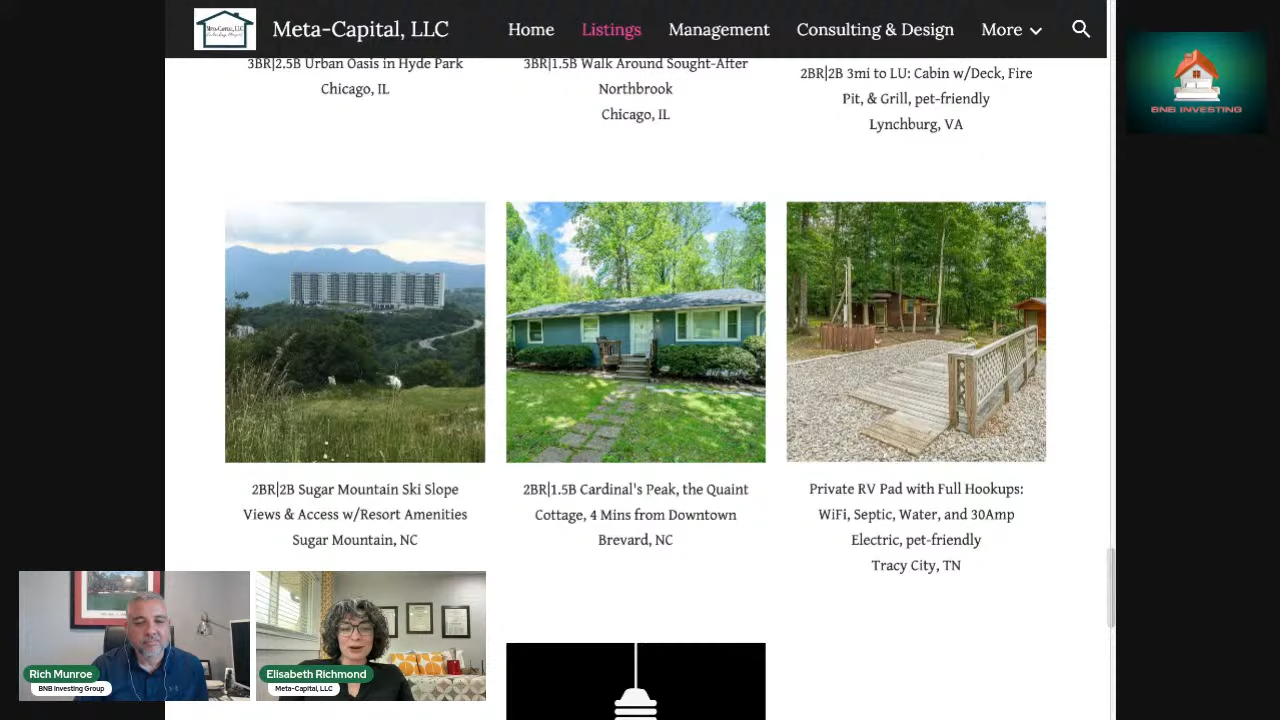 Meta-Capital, LLC
Home
Listings
Management
Consulting & Design
More
BNB INVESTING
3BR|2.5B Urban Oasis in Hyde Park
Chicago, IL
3BR|1.5B Walk Around Sought-After
Northbrook
Chicago, IL
2BR|2B 3mi to LU: Cabin w/Deck, Fire
Pit, & Grill, pet-friendly
Lynchburg, VA
2BR|2B Sugar Mountain Ski Slope
Views & Access w/Resort Amenities
Sugar Mountain, NC
2BR|1.5B Cardinal's Peak, the Quaint
Cottage, 4 Mins from Downtown
Brevard, NC
Private RV Pad with Full Hookups:
WiFi, Septic, Water, and 30Amp
Electric, pet-friendly
Tracy City, TN
Rich Munroe
BNB Investing Group
Elisabeth Richmond
Meta-Capital, LLC